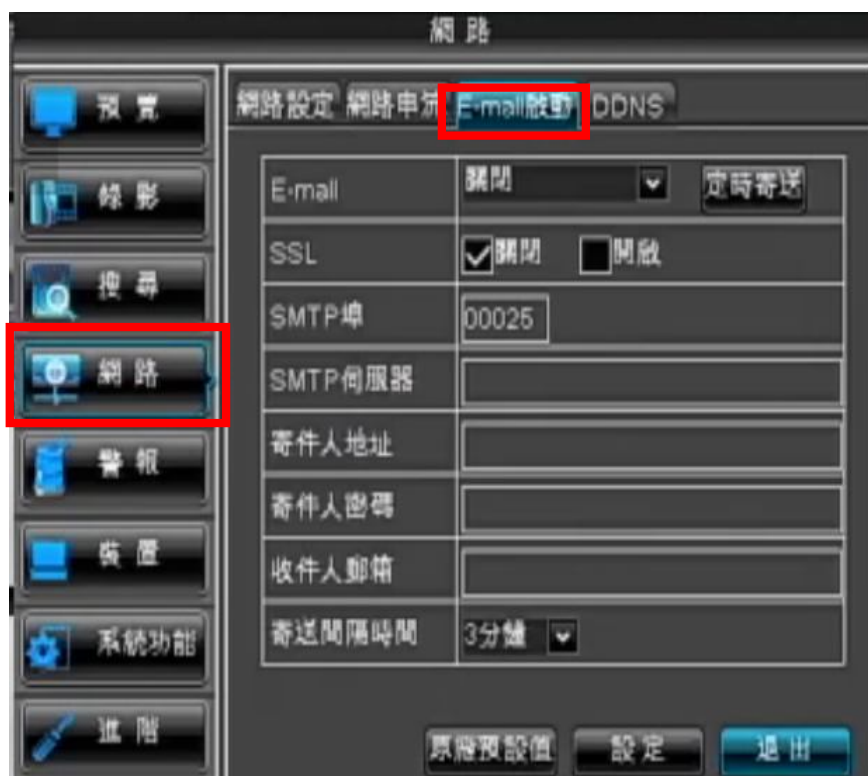 網路
預覽
錄影
搜尋
網路
警報
裝置
系統功能
進階
網路設定 網路串流 E-mail啟動 DDNS
E-mail 關閉 定時寄送
SSL 關閉 開啟
SMTP埠 00025
SMTP伺服器
寄件人地址
寄件人密碼
收件人郵箱
寄送間隔時間 3分鐘
原廠預設值 設定 退出